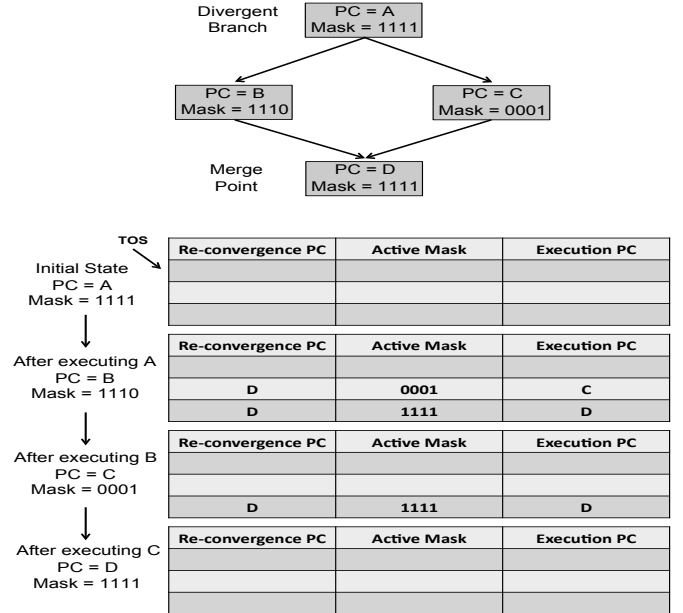 Divergent
Branch
PC = A
Mask = 1111
PC = B
Mask = 1110
PC = C
Mask = 0001
Merge
Point
PC = D
Mask = 1111
TOS
Initial State
PC = A
Mask = 1111
Re-convergence PC Active Mask Execution PC
After executing A
PC = B
Mask = 1110
Re-convergence PC Active Mask Execution PC
D 0001 C
D 1111 D
After executing B
PC = C
Mask = 0001
Re-convergence PC Active Mask Execution PC
D 1111 D
After executing C
PC = D
Mask = 1111
Re-convergence PC Active Mask Execution PC